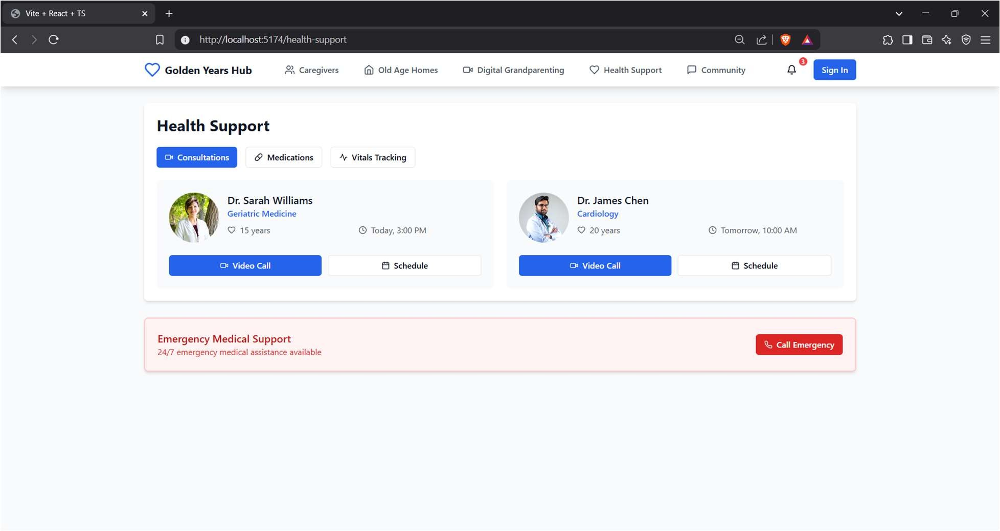 Vite + React + TS
http://localhost:5174/health-support
Golden Years Hub
Caregivers
Old Age Homes
Digital Grandparenting
Health Support
Community
3
Sign In
Health Support
Consultations
Medications
Vitals Tracking
Dr. Sarah Williams
Geriatric Medicine
15 years
Today, 3:00 PM
Video Call
Schedule
Dr. James Chen
Cardiology
20 years
Tomorrow, 10:00 AM
Video Call
Schedule
Emergency Medical Support
24/7 emergency medical assistance available
Call Emergency